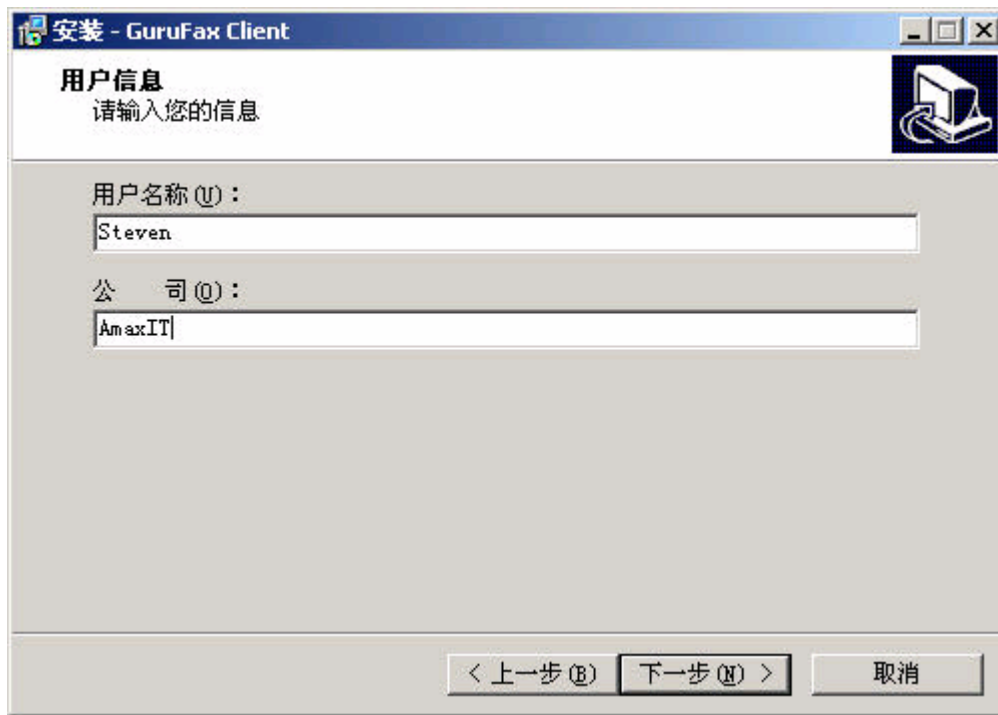 安装 - GuruFax Client
用户信息
请输入您的信息
用户名称(U)：
Steven
公 司(O)：
AmaxIT
< 上一步(B) 下一步(N) > 取消